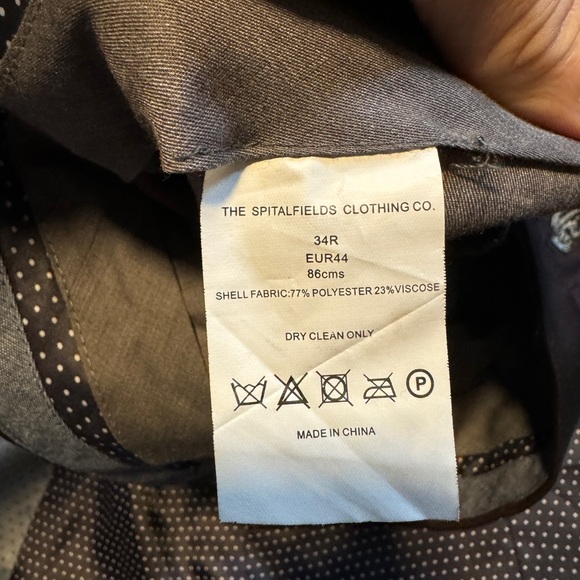 THE SPITALFIELDS CLOTHING CO.
34R
EUR44
86cms
SHELL FABRIC:77% POLYESTER 23%VISCOSE
DRY CLEAN ONLY
P
MADE IN CHINA